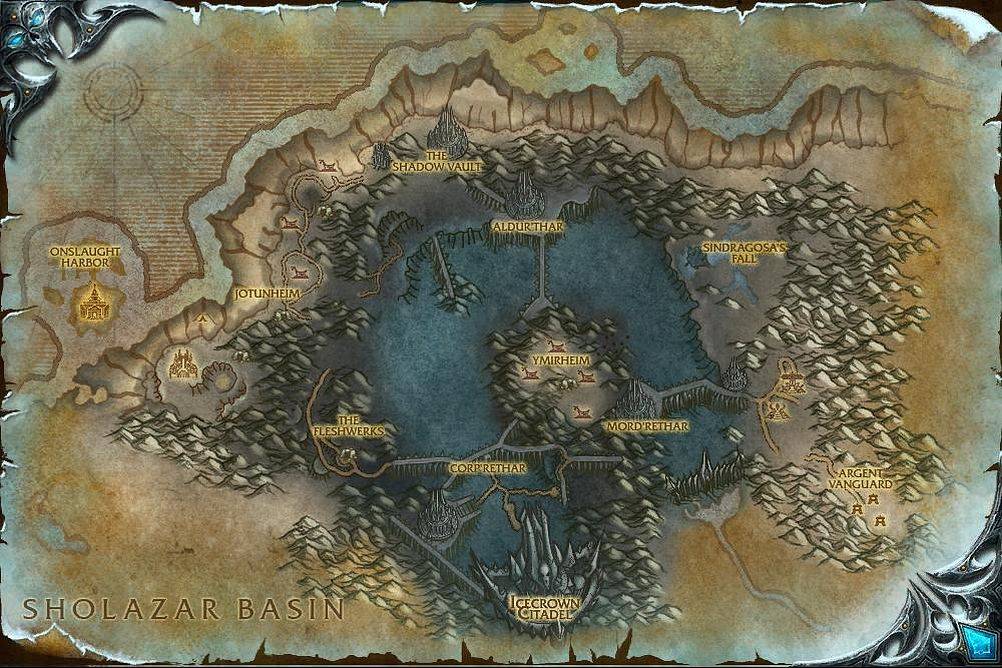 THE
SHADOW VAULT
ALDUR'THAR
ONSLAUGHT
HARBOR
SINDRAGOSA'S
FALL
JOTUNHEIM
YMIRHEIM
THE
FLESHWERKS
MORD'RETHAR
CORP'RETHAR
ARGENT
VANGUARD
ICECROWN
CITADEL
SHOLAZAR BASIN